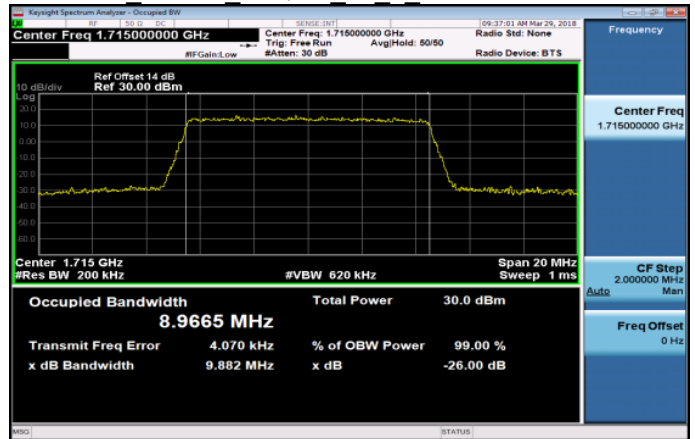 Keysight Spectrum Analyzer - Occupied BW
RF 50 Ω DC SENSE:INT 09:37:01 AM Mar 29, 2018
Center Freq 1.715000000 GHz Center Freq: 1.715000000 GHz Radio Std: None
Trig: Free Run Avg|Hold: 50/50
#IFGain:Low #Atten: 30 dB Radio Device: BTS
Frequency
Ref Offset 14 dB
10 dB/div Ref 30.00 dBm
Log
20.0
10.0
0.00
-10.0
-20.0
-30.0
-40.0
-50.0
-60.0
Center 1.715 GHz Span 20 MHz
#Res BW 200 kHz #VBW 620 kHz Sweep 1 ms
Center Freq
1.715000000 GHz
CF Step
2.000000 MHz
Auto Man
Freq Offset
0 Hz
Occupied Bandwidth Total Power 30.0 dBm
8.9665 MHz
Transmit Freq Error 4.070 kHz % of OBW Power 99.00 %
x dB Bandwidth 9.882 MHz x dB -26.00 dB
MSG STATUS